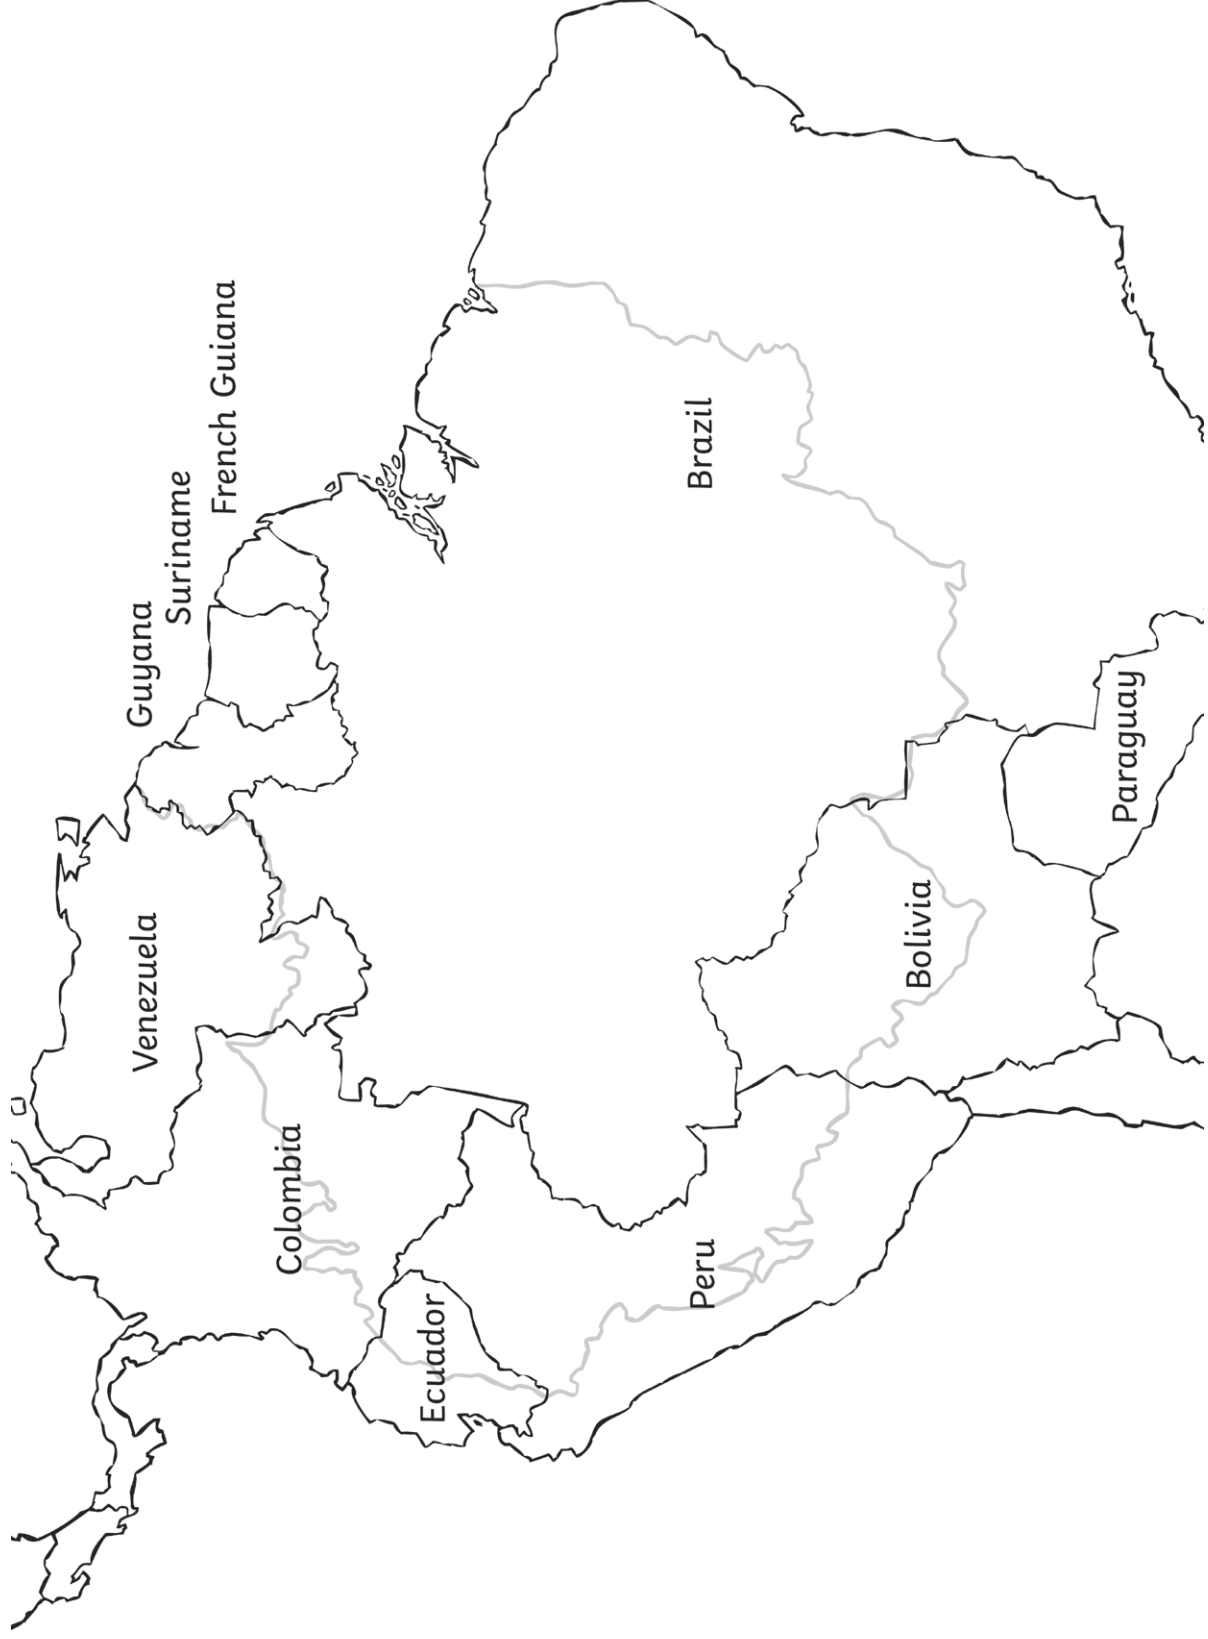 Guyana
Suriname
French Guiana
Venezuela
Colombia
Ecuador
Brazil
Peru
Bolivia
Paraguay